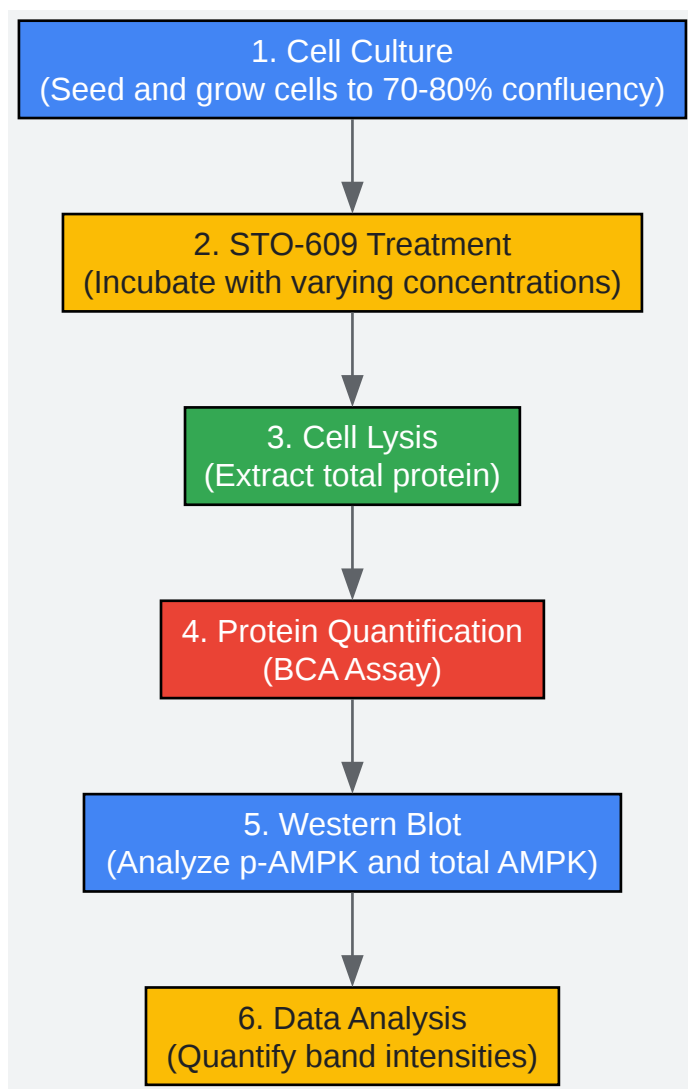 1. Cell Culture
(Seed and grow cells to 70-80% confluency)
2. STO-609 Treatment
(Incubate with varying concentrations)
3. Cell Lysis
(Extract total protein)
4. Protein Quantification
(BCA Assay)
5. Western Blot
(Analyze p-AMPK and total AMPK)
6. Data Analysis
(Quantify band intensities)